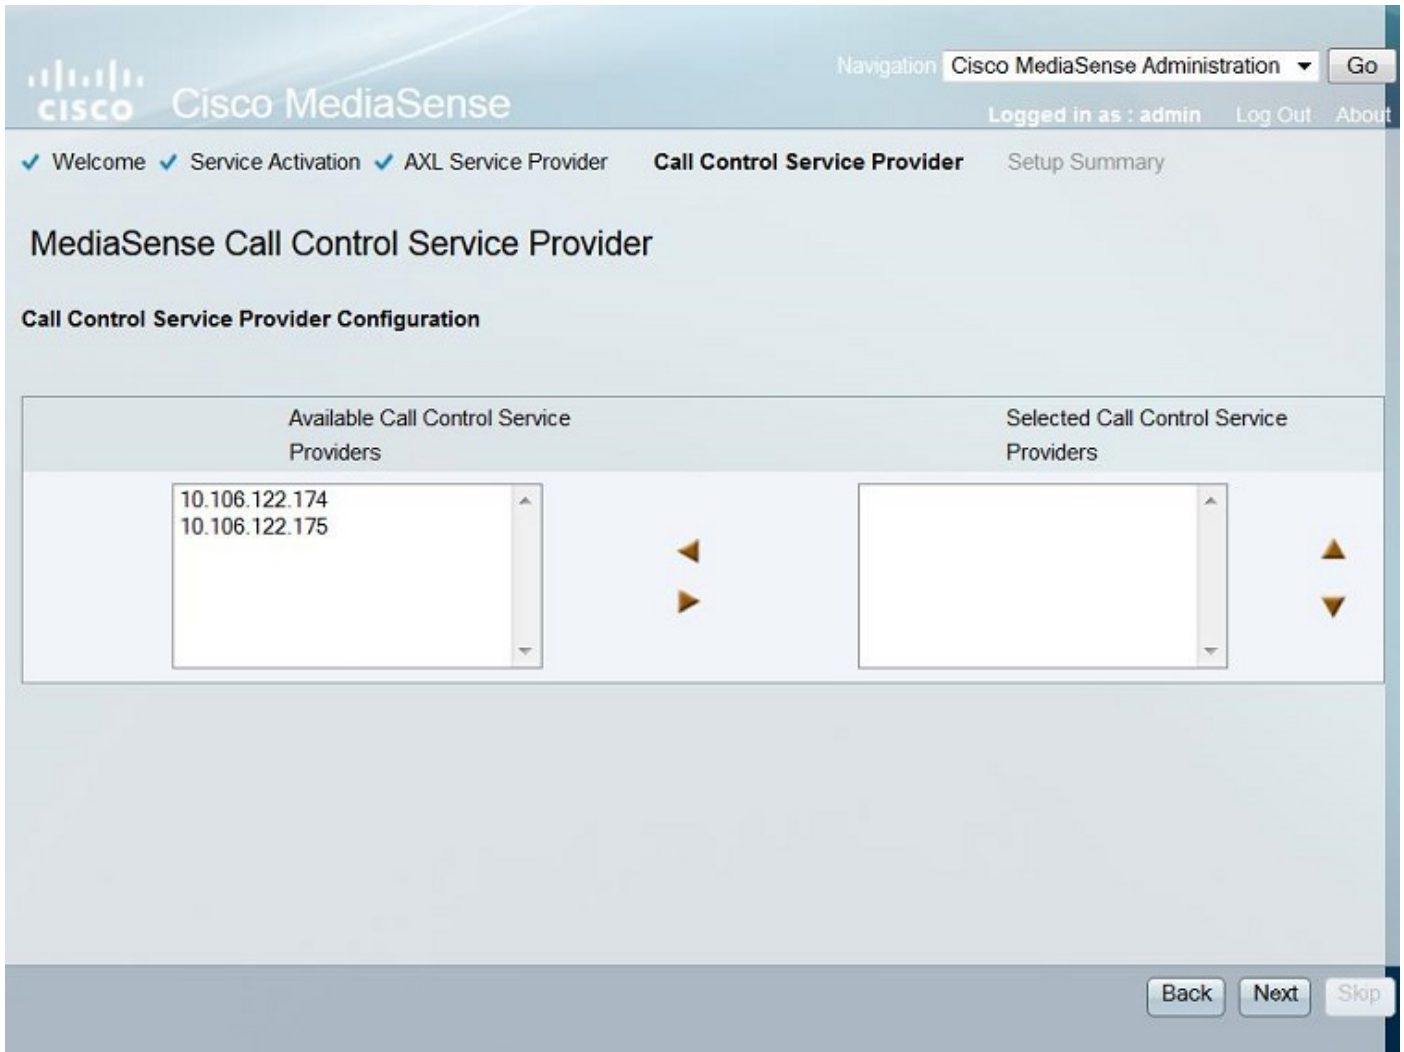 Navigation Cisco MediaSense Administration Go
CISCO Cisco MediaSense
Logged in as : admin Log Out About
Welcome Service Activation AXL Service Provider Call Control Service Provider Setup Summary
MediaSense Call Control Service Provider
Call Control Service Provider Configuration
Available Call Control Service
Providers
Selected Call Control Service
Providers
10.106.122.174
10.106.122.175
Back Next Skip